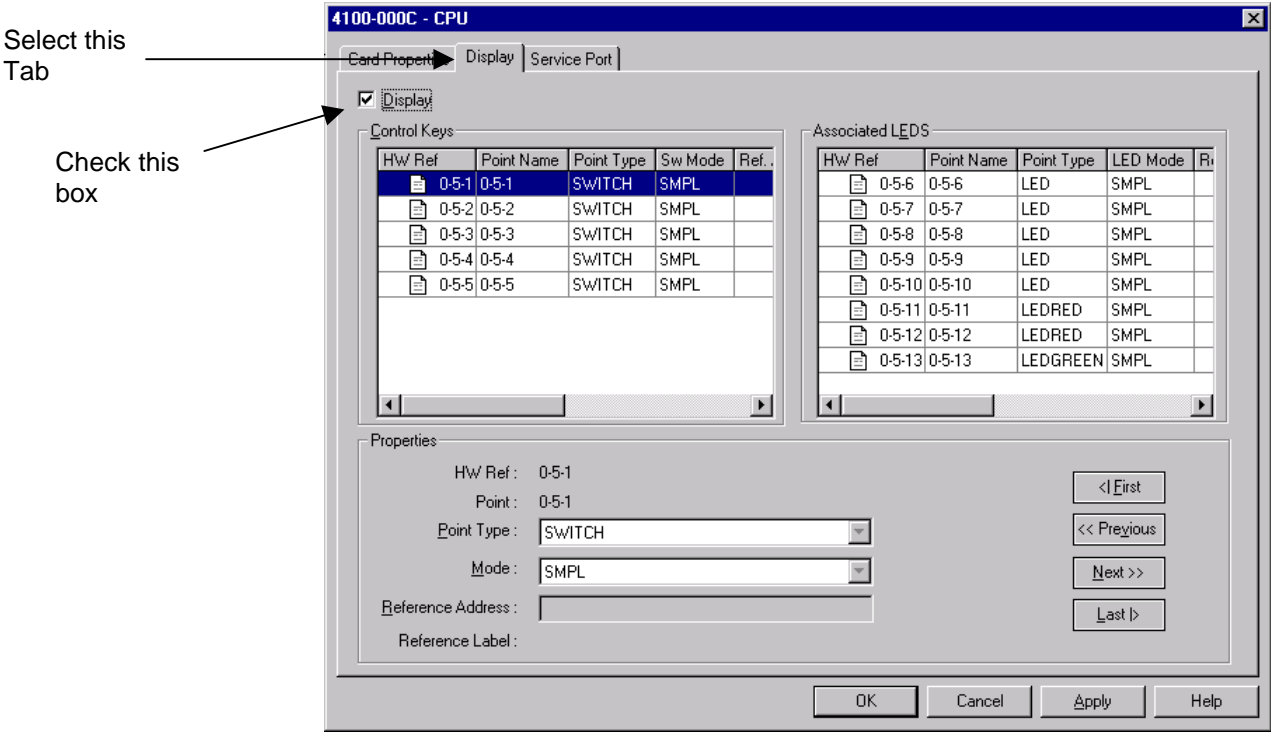 4100-000C - CPU
Select this
Tab
Card Properties Display Service Port
Display
Check this
box
Control Keys
HW Ref Point Name Point Type Sw Mode Ref.
0-5-1 0-5-1 SWITCH SMPL
0-5-2 0-5-2 SWITCH SMPL
0-5-3 0-5-3 SWITCH SMPL
0-5-4 0-5-4 SWITCH SMPL
0-5-5 0-5-5 SWITCH SMPL
Associated LEDS
HW Ref Point Name Point Type LED Mode
0-5-6 0-5-6 LED SMPL
0-5-7 0-5-7 LED SMPL
0-5-8 0-5-8 LED SMPL
0-5-9 0-5-9 LED SMPL
0-5-10 0-5-10 LED SMPL
0-5-11 0-5-11 LEDRED SMPL
0-5-12 0-5-12 LEDRED SMPL
0-5-13 0-5-13 LEDGREEN SMPL
Properties
HW Ref : 0-5-1
Point : 0-5-1
Point Type : SWITCH
Mode : SMPL
Reference Address :
Reference Label :
<| First
<< Previous
Next >>
Last |>
OK Cancel Apply Help